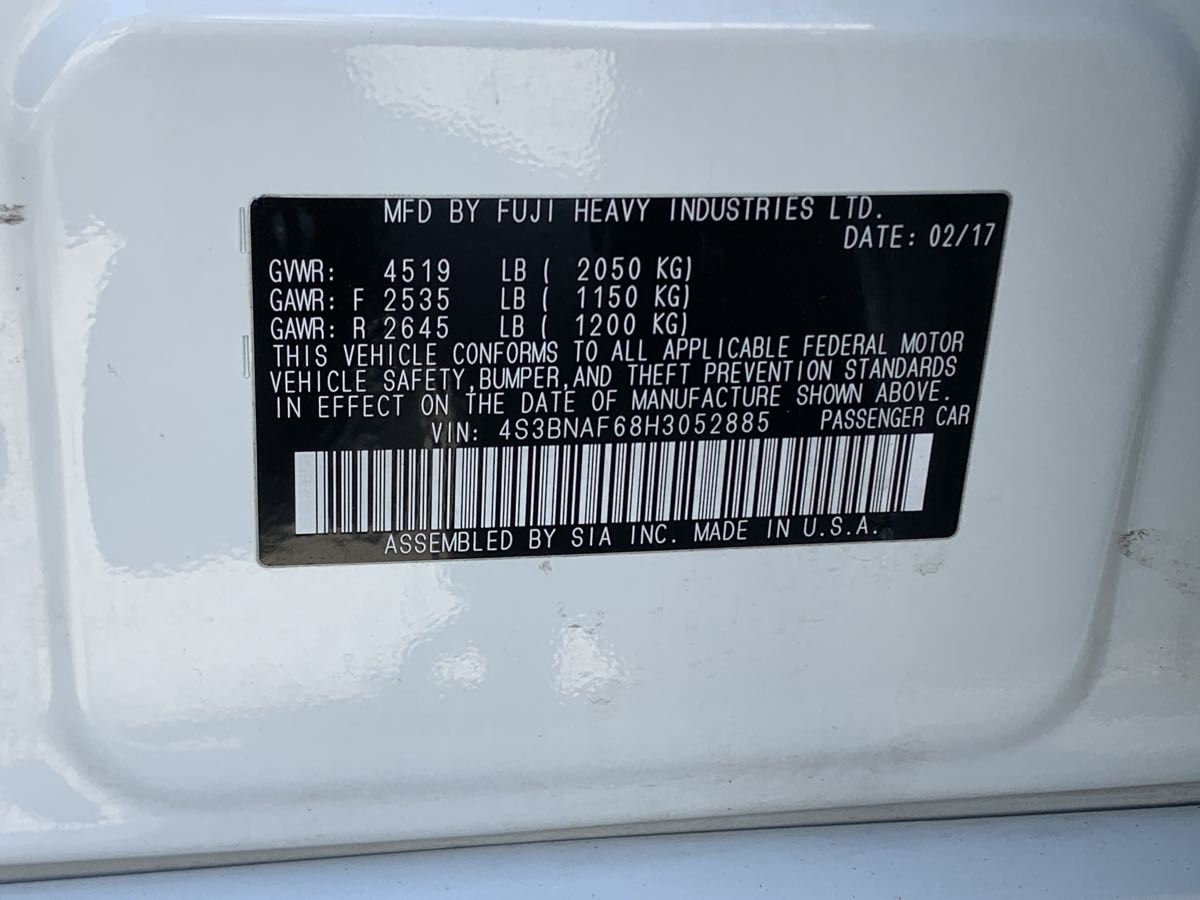 MFD BY FUJI HEAVY INDUSTRIES LTD.
DATE: 02/17
GVWR: 4519 LB ( 2050 KG)
GAWR: F 2535 LB ( 1150 KG)
GAWR: R 2645 LB ( 1200 KG)
THIS VEHICLE CONFORMS TO ALL APPLICABLE FEDERAL MOTOR
VEHICLE SAFETY,BUMPER,AND THEFT PREVENTION STANDARDS
IN EFFECT ON THE DATE OF MANUFACTURE SHOWN ABOVE.
VIN: 4S3BNAF68H3052885 PASSENGER CAR
ASSEMBLED BY SIA INC. MADE IN U.S.A.